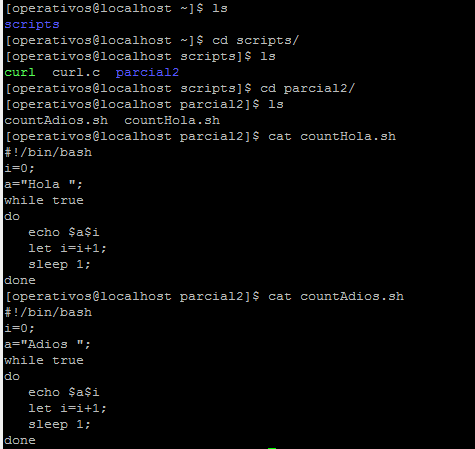 [operativos@localhost ~]$ ls
scripts
[operativos@localhost ~]$ cd scripts/
[operativos@localhost scripts]$ ls
curl  curl.c  parcial2
[operativos@localhost scripts]$ cd parcial2/
[operativos@localhost parcial2]$ ls
countAdios.sh  countHola.sh
[operativos@localhost parcial2]$ cat countHola.sh
#!/bin/bash
i=0;
a="Hola ";
while true
do
   echo $a$i
   let i=i+1;
   sleep 1;
done
[operativos@localhost parcial2]$ cat countAdios.sh
#!/bin/bash
i=0;
a="Adios ";
while true
do
   echo $a$i
   let i=i+1;
   sleep 1;
done